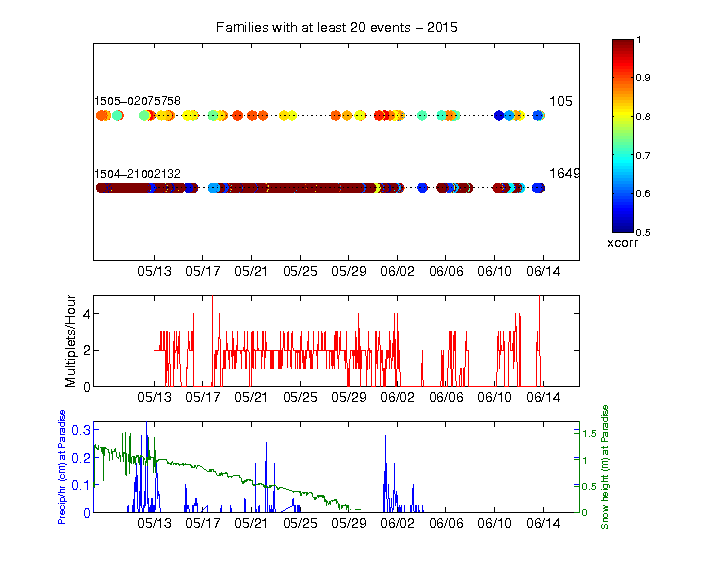 Families with at least 20 events – 2015
1505–02075758 105
1504–21002132 1649
05/13 05/17 05/21 05/25 05/29 06/02 06/06 06/10 06/14
1
0.9
0.8
0.7
0.6
0.5
xcorr
Multiplets/Hour
4
2
0
05/13 05/17 05/21 05/25 05/29 06/02 06/06 06/10 06/14
Precip/hr (cm) at Paradise
0.3
0.2
0.1
0
1.5
1
0.5
0
Snow height (m) at Paradise
05/13 05/17 05/21 05/25 05/29 06/02 06/06 06/10 06/14